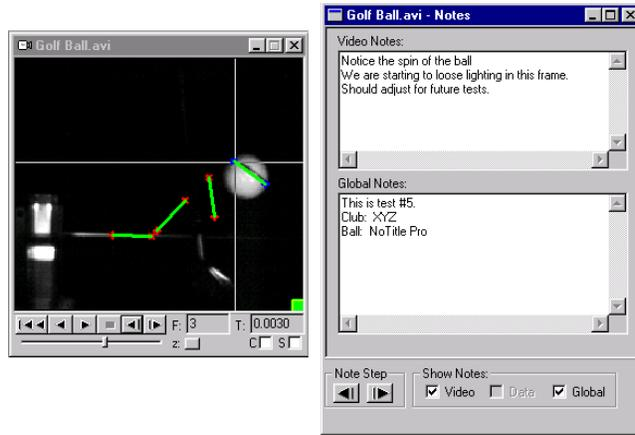 Golf Ball.avi
F: 3
T: 0.0030
z:
C S
Golf Ball.avi - Notes
Video Notes:
Notice the spin of the ball
We are starting to loose lighting in this frame.
Should adjust for future tests.
Global Notes:
This is test #5.
Club: XYZ
Ball: NoTitle Pro
Note Step
Show Notes:
Video Data Global